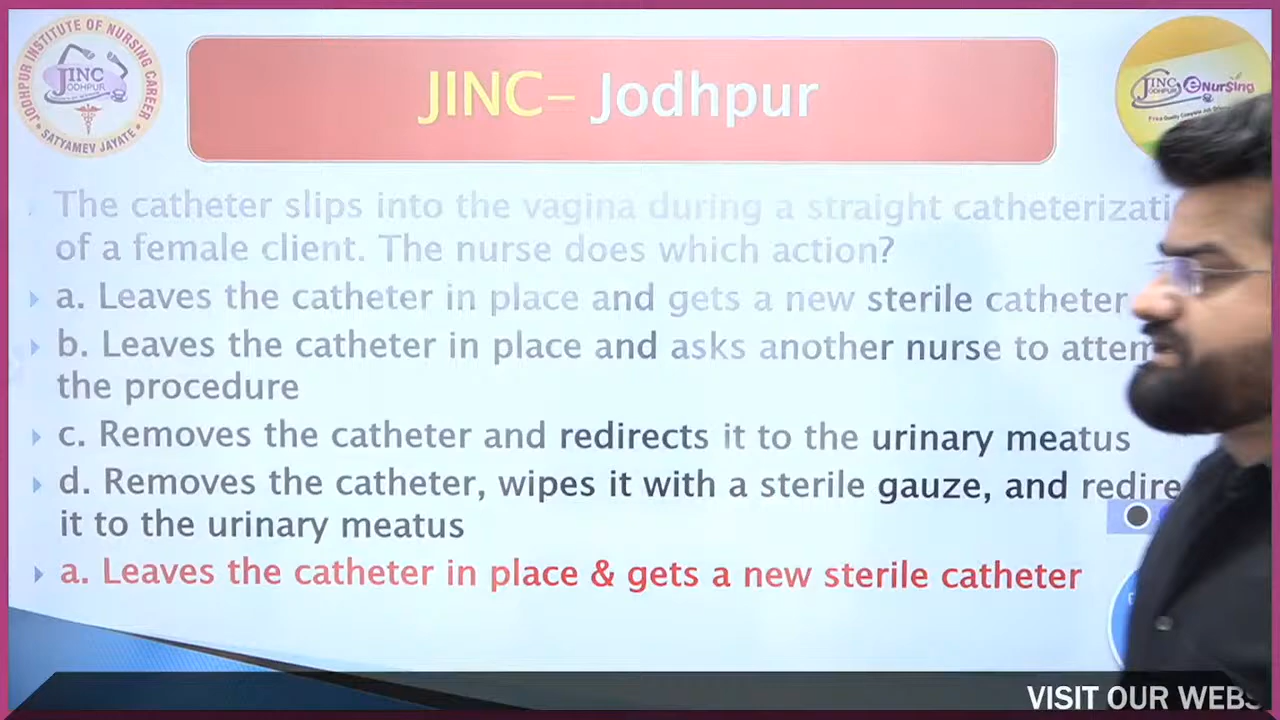 JODHPUR INSTITUTE OF NURSING CAREER
JINC
JODHPUR
• SATYAMEV JAYATE •
JINC– Jodhpur
JINC
JODHPUR
eNursing
The catheter slips into the vagina during a straight
of a female client. The nurse does which action?
a. Leaves the catheter in place and gets a new sterile catheter
b. Leaves the catheter in place and asks another nurse to
the procedure
c. Removes the catheter and redirects it to the urinary meatus
d. Removes the catheter, wipes it with a sterile gauze, and
it to the urinary meatus
a. Leaves the catheter in place & gets a new sterile catheter
VISIT OUR